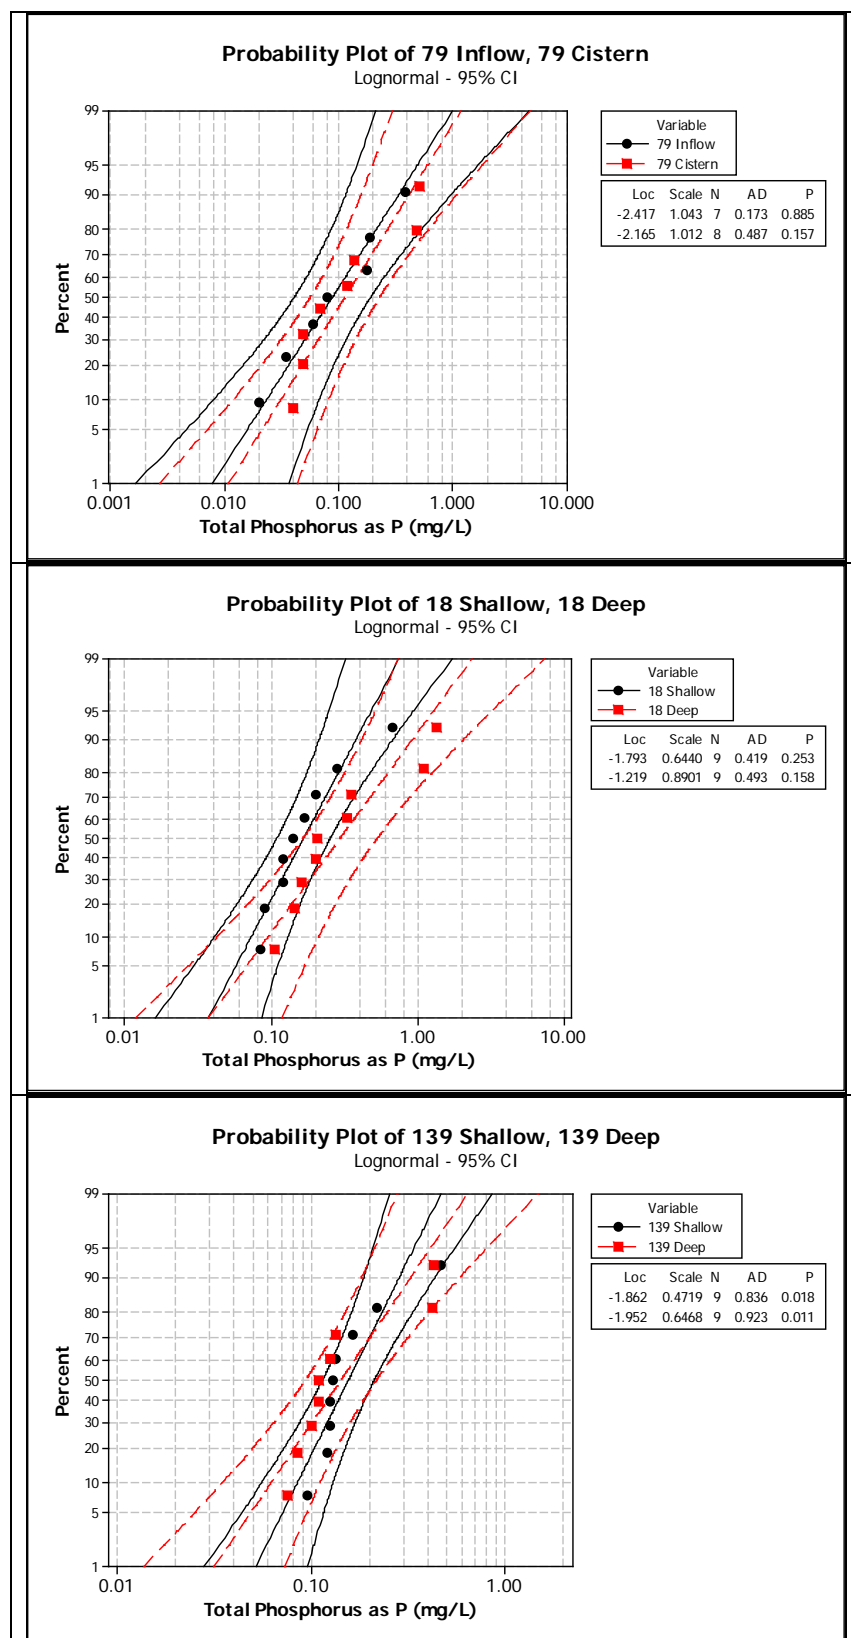 Probability Plot of 79 Inflow, 79 Cistern
Lognormal - 95% CI
99
95
90
80
70
60
50
40
30
20
10
5
1
Percent
0.001 0.010 0.100 1.000 10.000
Total Phosphorus as P (mg/L)
Variable
79 Inflow
79 Cistern
Loc Scale N AD P
-2.417 1.043 7 0.173 0.885
-2.165 1.012 8 0.487 0.157
Probability Plot of 18 Shallow, 18 Deep
Lognormal - 95% CI
99
95
90
80
70
60
50
40
30
20
10
5
1
Percent
0.01 0.10 1.00 10.00
Total Phosphorus as P (mg/L)
Variable
18 Shallow
18 Deep
Loc Scale N AD P
-1.793 0.6440 9 0.419 0.253
-1.219 0.8901 9 0.493 0.158
Probability Plot of 139 Shallow, 139 Deep
Lognormal - 95% CI
99
95
90
80
70
60
50
40
30
20
10
5
1
Percent
0.01 0.10 1.00
Total Phosphorus as P (mg/L)
Variable
139 Shallow
139 Deep
Loc Scale N AD P
-1.862 0.4719 9 0.836 0.018
-1.952 0.6468 9 0.923 0.011